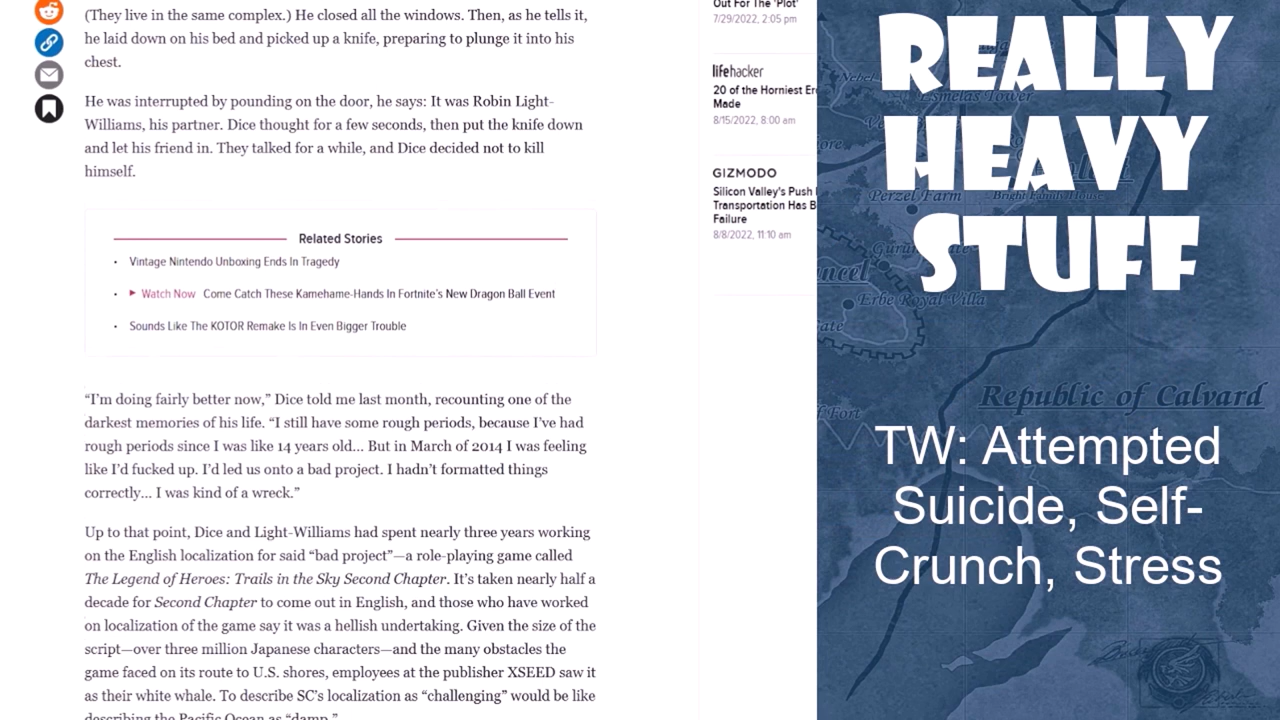 (They live in the same complex.) He closed all the windows. Then, as he tells it,
he laid down on his bed and picked up a knife, preparing to plunge it into his
chest.
He was interrupted by pounding on the door, he says: It was Robin Light-
Williams, his partner. Dice thought for a few seconds, then put the knife down
and let his friend in. They talked for a while, and Dice decided not to kill
himself.
Related Stories
• Vintage Nintendo Unboxing Ends In Tragedy
• Watch Now Come Catch These Kamehame-Hands In Fortnite's New Dragon Ball Event
• Sounds Like The KOTOR Remake Is In Even Bigger Trouble
“I’m doing fairly better now,” Dice told me last month, recounting one of the
darkest memories of his life. “I still have some rough periods, because I’ve had
rough periods since I was like 14 years old... But in March of 2014 I was feeling
like I’d fucked up. I’d led us onto a bad project. I hadn’t formatted things
correctly... I was kind of a wreck.”
Up to that point, Dice and Light-Williams had spent nearly three years working
on the English localization for said “bad project”—a role-playing game called
The Legend of Heroes: Trails in the Sky Second Chapter. It’s taken nearly half a
decade for Second Chapter to come out in English, and those who have worked
on localization of the game say it was a hellish undertaking. Given the size of the
script—over three million Japanese characters—and the many obstacles the
game faced on its route to U.S. shores, employees at the publisher XSEED saw it
as their white whale. To describe SC’s localization as “challenging” would be like
describing the Pacific Ocean as “damp.”
Out For The 'Plot'
7/29/2022, 2:05 pm
lifehacker
20 of the Horniest Er
Made
8/15/2022, 8:00 am
GIZMODO
Silicon Valley's Push
Transportation Has B
Failure
8/8/2022, 11:10 am
REALLY
HEAVY
STUFF
Esmelas Tower
Perzel Farm
Bright Family House
Erbe Royal Villa
Republic of Calvard
TW: Attempted
Suicide, Self-
Crunch, Stress